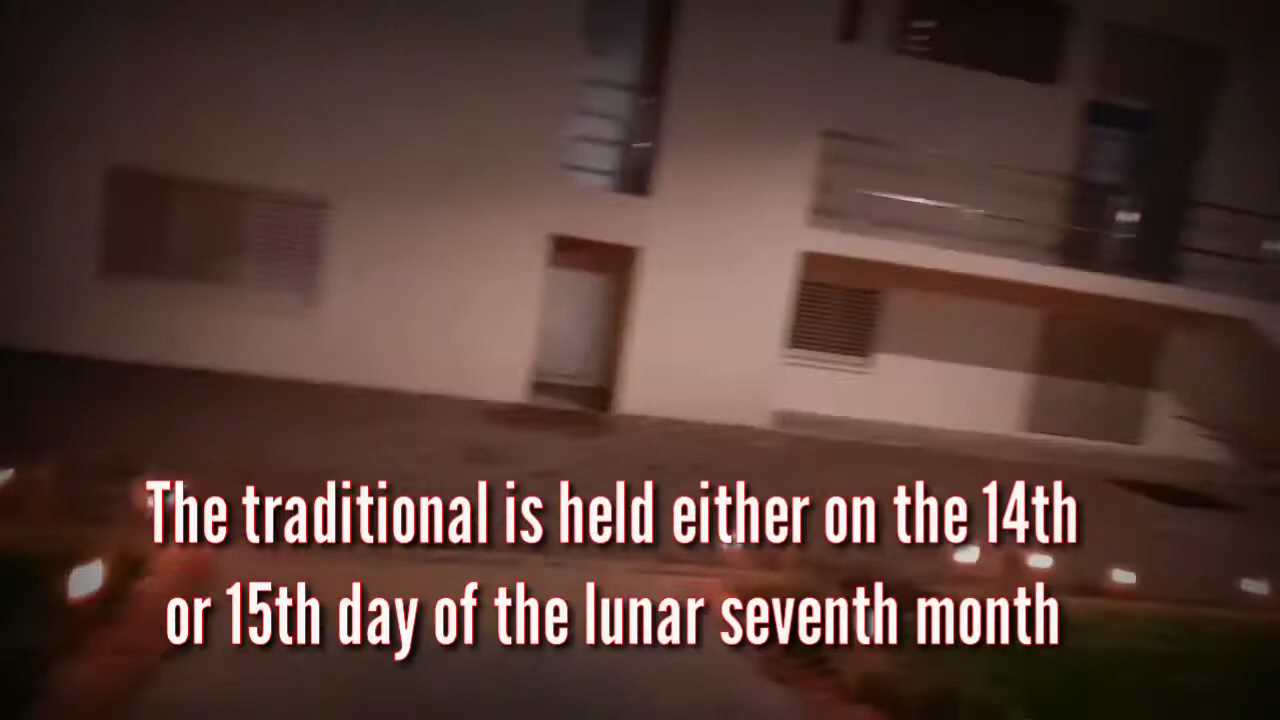 The traditional is held either on the 14th
or 15th day of the lunar seventh month